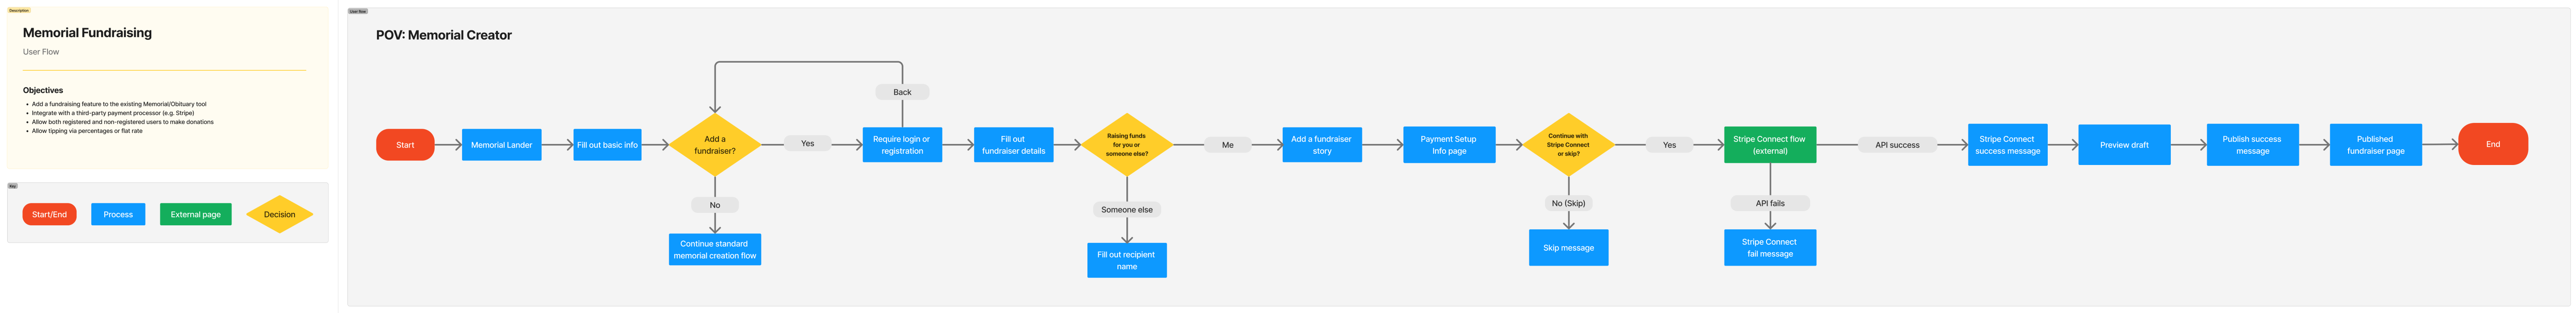 Description
Memorial Fundraising
User Flow
Objectives
• Add a fundraising feature to the existing Memorial/Obituary tool
• Integrate with a third-party payment processor (e.g. Stripe)
• Allow both registered and non-registered users to make donations
• Allow tipping via percentages or flat rate
Key
Start/End
Process
External page
Decision
User flow
POV: Memorial Creator
Start
Memorial Lander
Fill out basic info
Add a
fundraiser?
Yes
No
Continue standard
memorial creation flow
Back
Require login or
registration
Fill out
fundraiser details
Raising funds
for you or
someone else?
Me
Someone else
Fill out recipient
name
Add a fundraiser
story
Payment Setup
Info page
Continue with
Stripe Connect
or skip?
Yes
No (Skip)
Skip message
Stripe Connect flow
(external)
API success
API fails
Stripe Connect
fail message
Stripe Connect
success message
Preview draft
Publish success
message
Published
fundraiser page
End